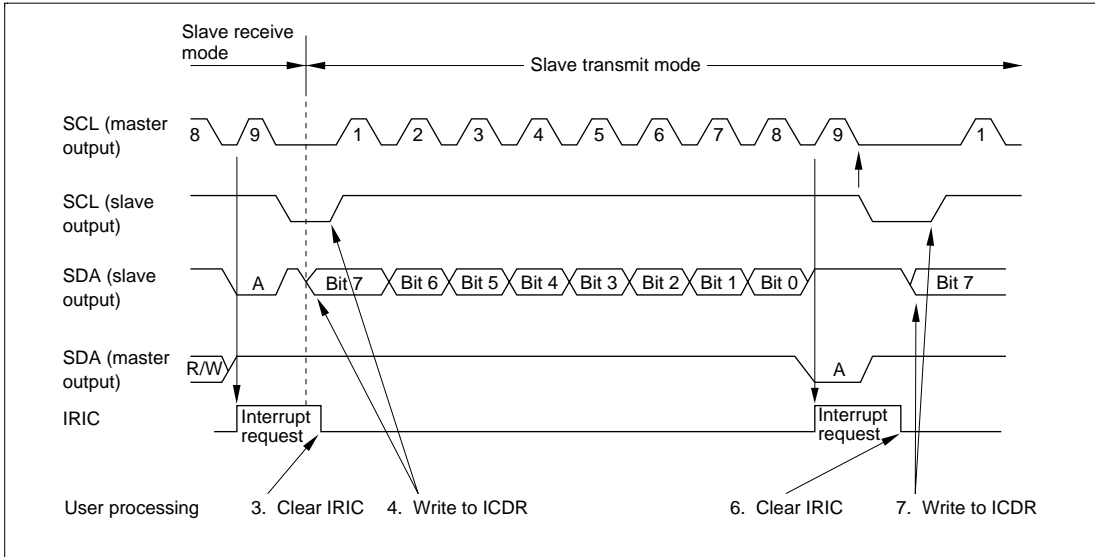 Slave receive
mode
Slave transmit mode
SCL (master
output)
8 9 1 2 3 4 5 6 7 8 9 1
SCL (slave
output)
SDA (slave
output)
A Bit 7 Bit 6 Bit 5 Bit 4 Bit 3 Bit 2 Bit 1 Bit 0 Bit 7
SDA (master
output)
R/W A
IRIC
Interrupt
request
Interrupt
request
User processing 3. Clear IRIC 4. Write to ICDR 6. Clear IRIC 7. Write to ICDR